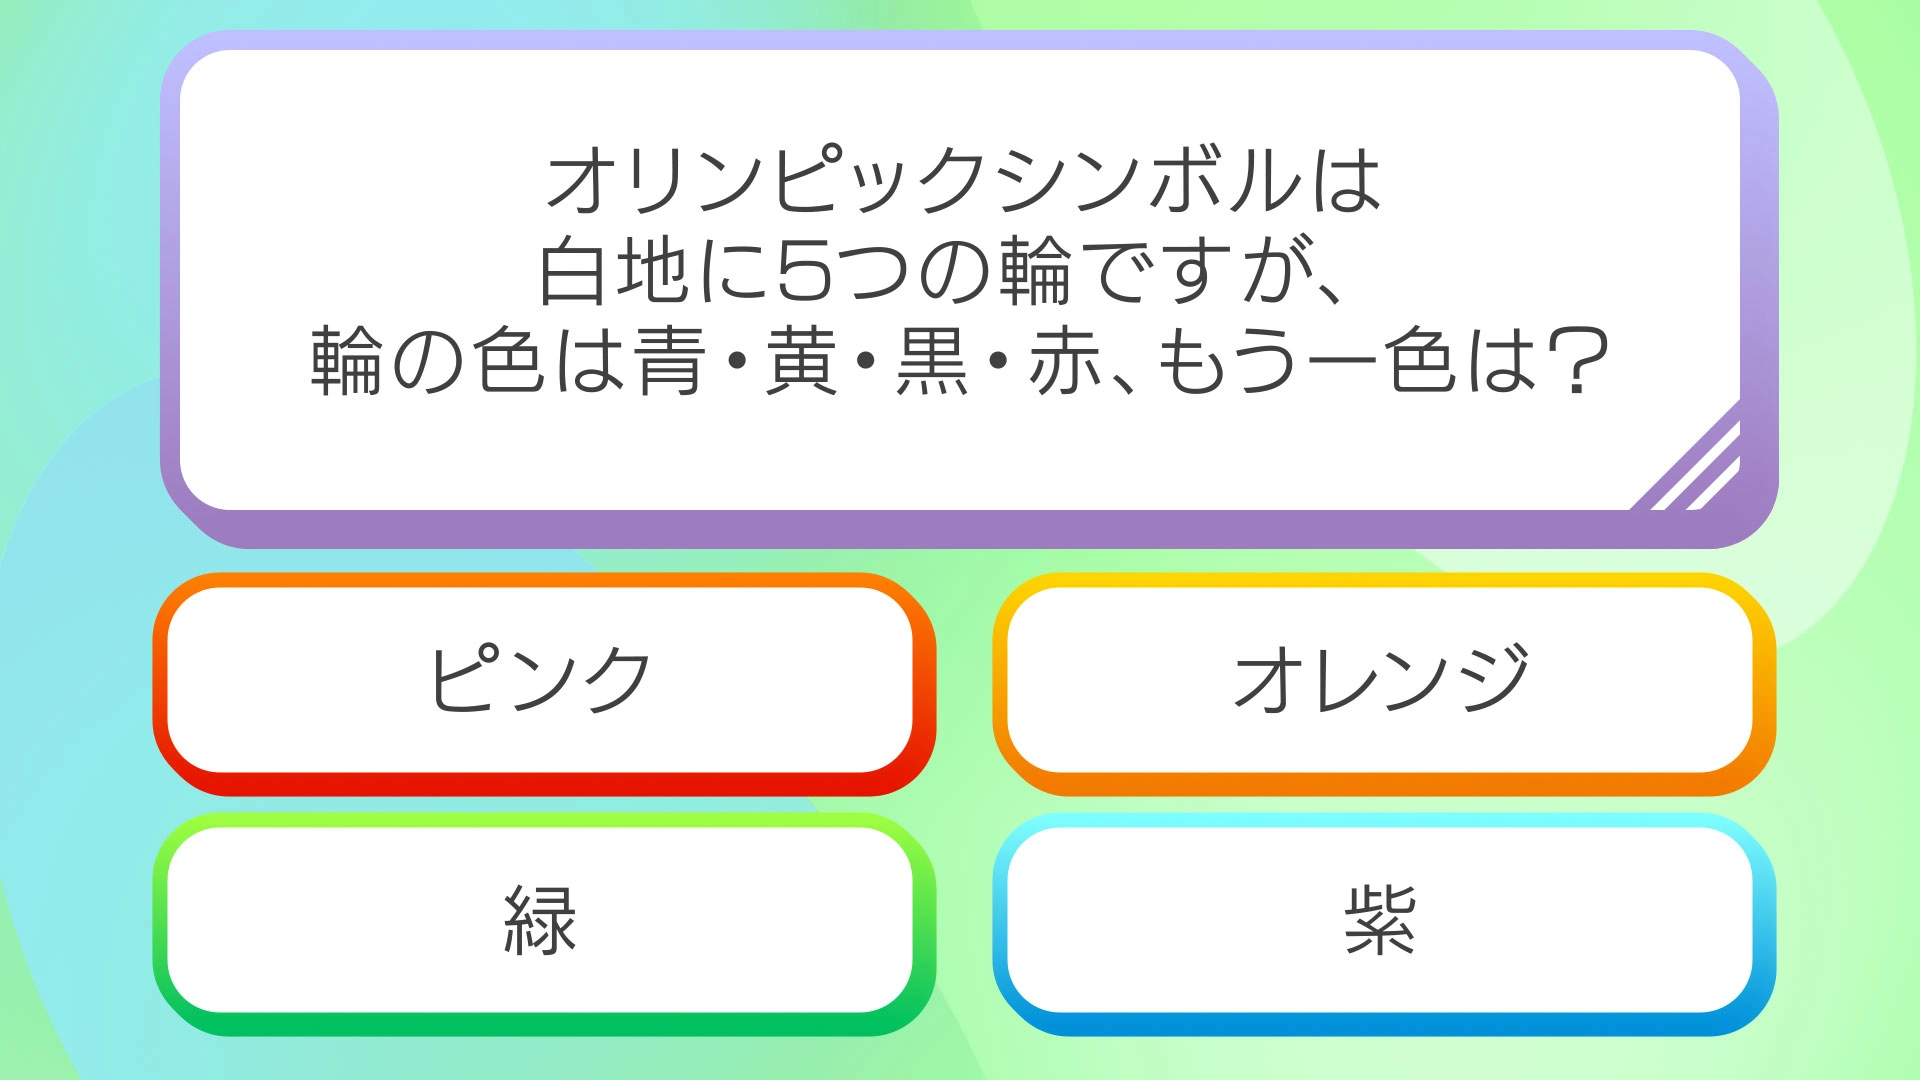 オリンピックシンボルは
白地に5つの輪ですが、
輪の色は青・黄・黒・赤、もう一色は？
ピンク
オレンジ
緑
紫